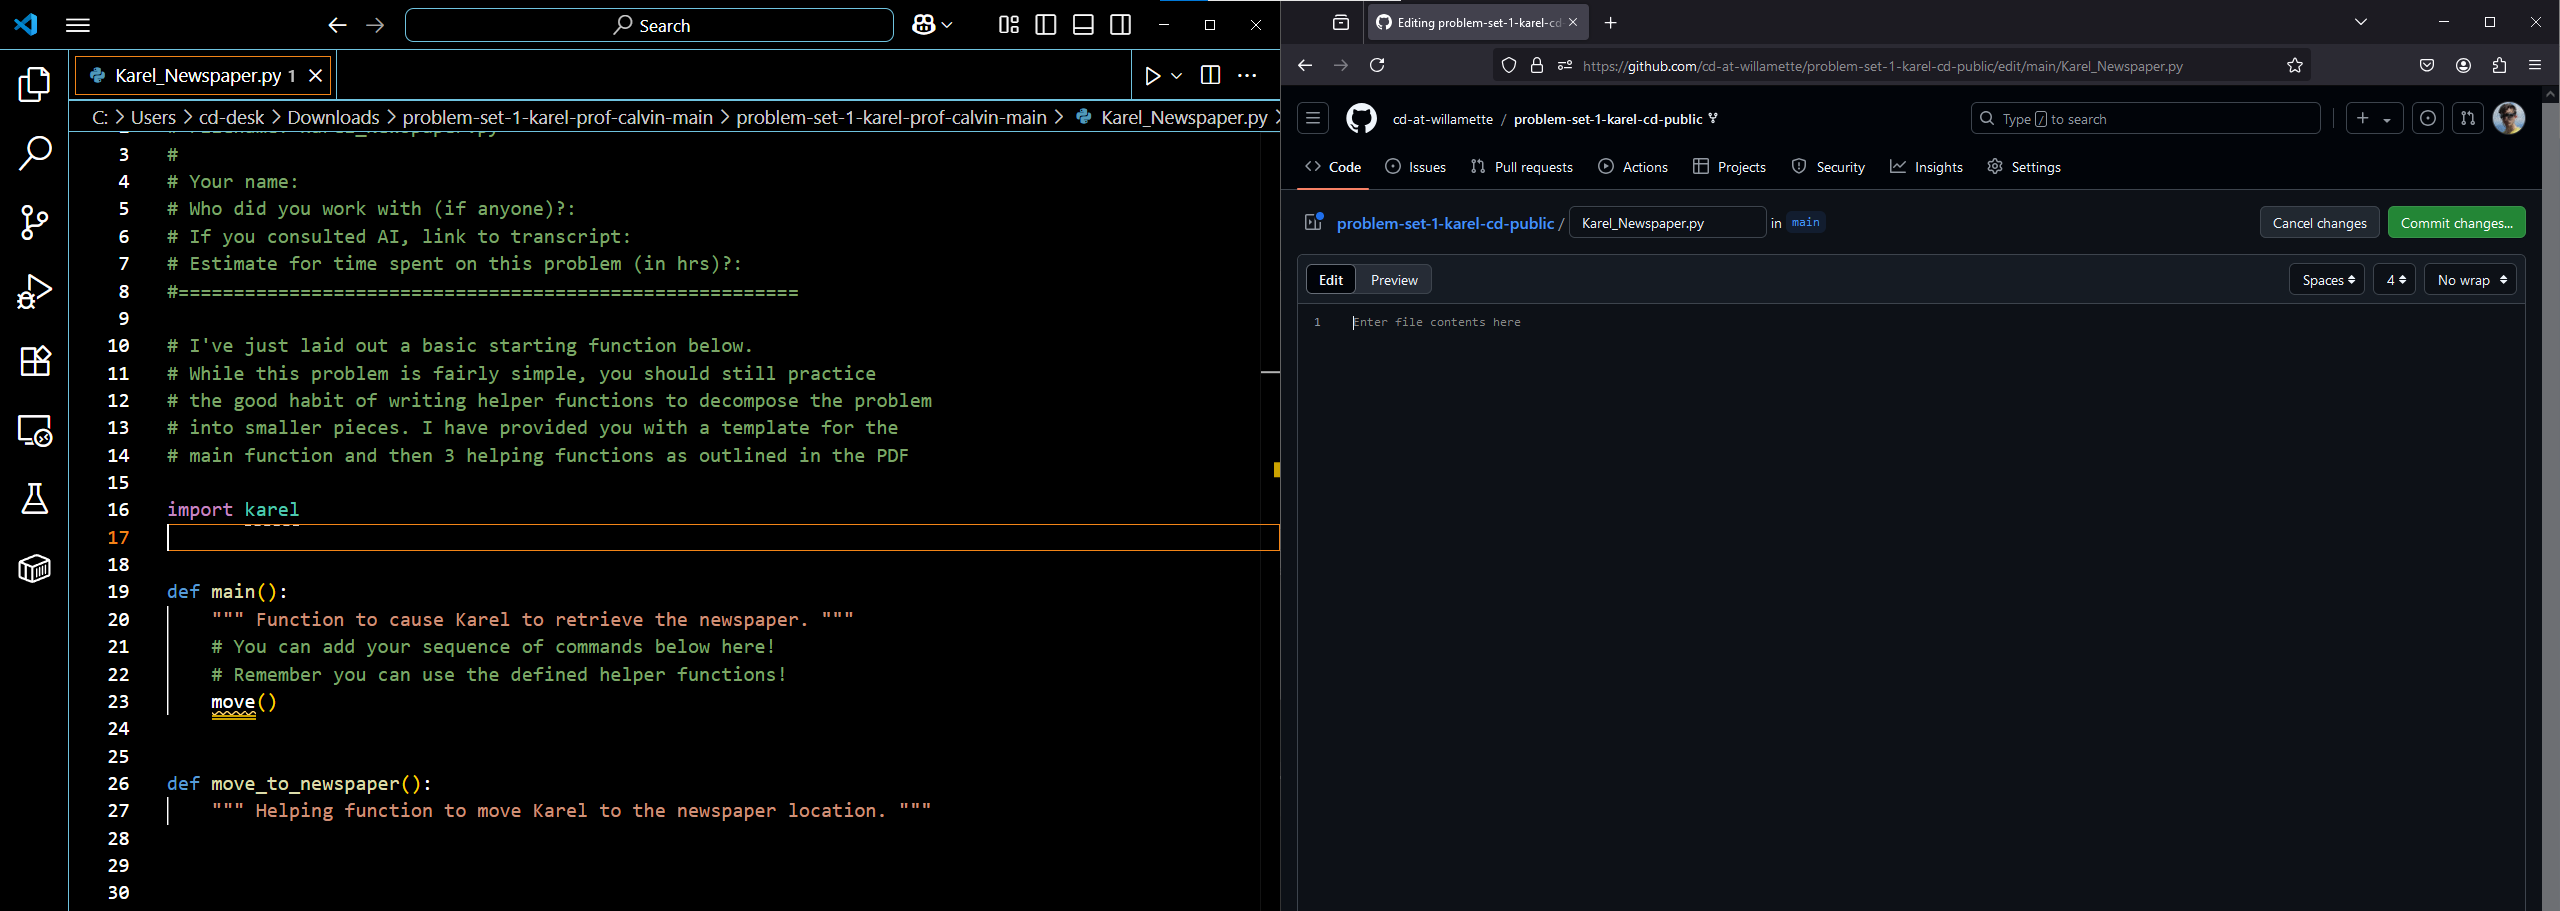 Search
Karel_Newspaper.py 1
C: > Users > cd-desk > Downloads > problem-set-1-karel-prof-calvin-main > problem-set-1-karel-prof-calvin-main > Karel_Newspaper.py >
3 #
4 # Your name:
5 # Who did you work with (if anyone)?:
6 # If you consulted AI, link to transcript:
7 # Estimate for time spent on this problem (in hrs)?:
8 #========================================================
9
10 # I've just laid out a basic starting function below.
11 # While this problem is fairly simple, you should still practice
12 # the good habit of writing helper functions to decompose the problem
13 # into smaller pieces. I have provided you with a template for the
14 # main function and then 3 helping functions as outlined in the PDF
15
16 import karel
17
18
19 def main():
20 """ Function to cause Karel to retrieve the newspaper. """
21 # You can add your sequence of commands below here!
22 # Remember you can use the defined helper functions!
23 move()
24
25
26 def move_to_newspaper():
27 """ Helping function to move Karel to the newspaper location. """
28
29
30
Editing problem-set-1-karel-cd-
https://github.com/cd-at-willamette/problem-set-1-karel-cd-public/edit/main/Karel_Newspaper.py
cd-at-willamette / problem-set-1-karel-cd-public
Type / to search
Code Issues Pull requests Actions Projects Security Insights Settings
problem-set-1-karel-cd-public / Karel_Newspaper.py in main
Cancel changes Commit changes...
Edit Preview
Spaces 4 No wrap
1 Enter file contents here